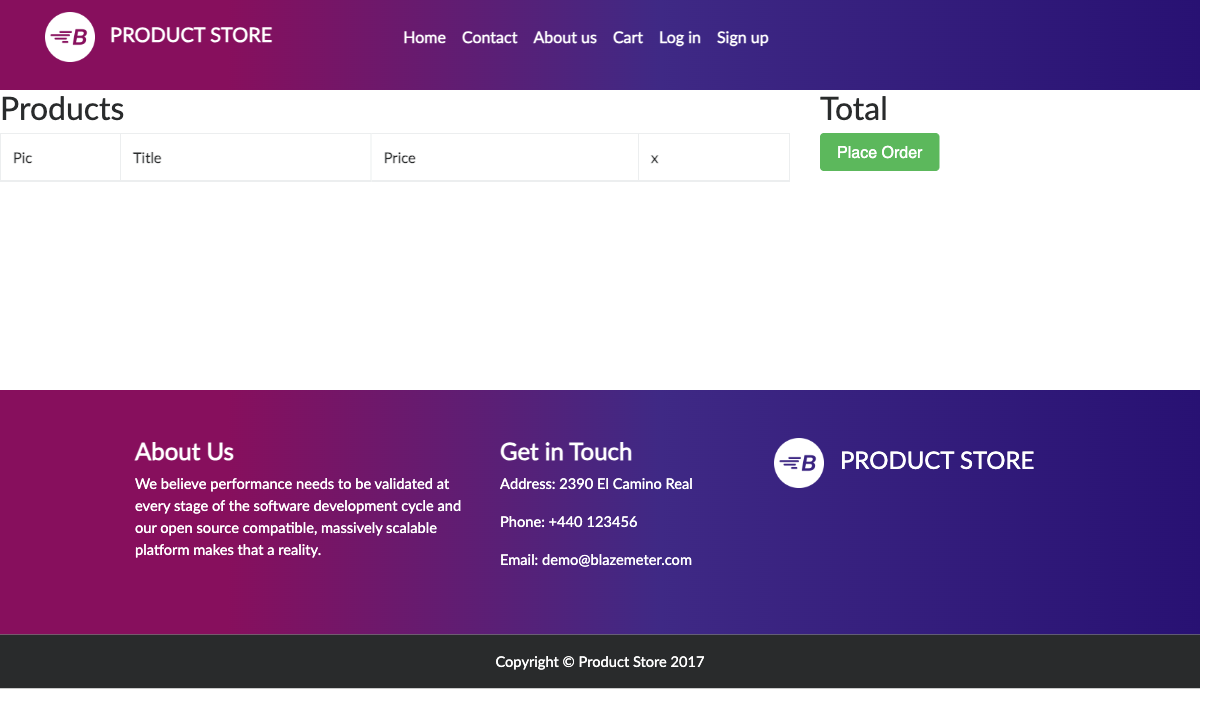 B PRODUCT STORE
Home Contact About us Cart Log in Sign up
Products
Pic Title Price x
Total
Place Order
About Us
We believe performance needs to be validated at
every stage of the software development cycle and
our open source compatible, massively scalable
platform makes that a reality.
Get in Touch
Address: 2390 El Camino Real
Phone: +440 123456
Email: demo@blazemeter.com
B PRODUCT STORE
Copyright © Product Store 2017